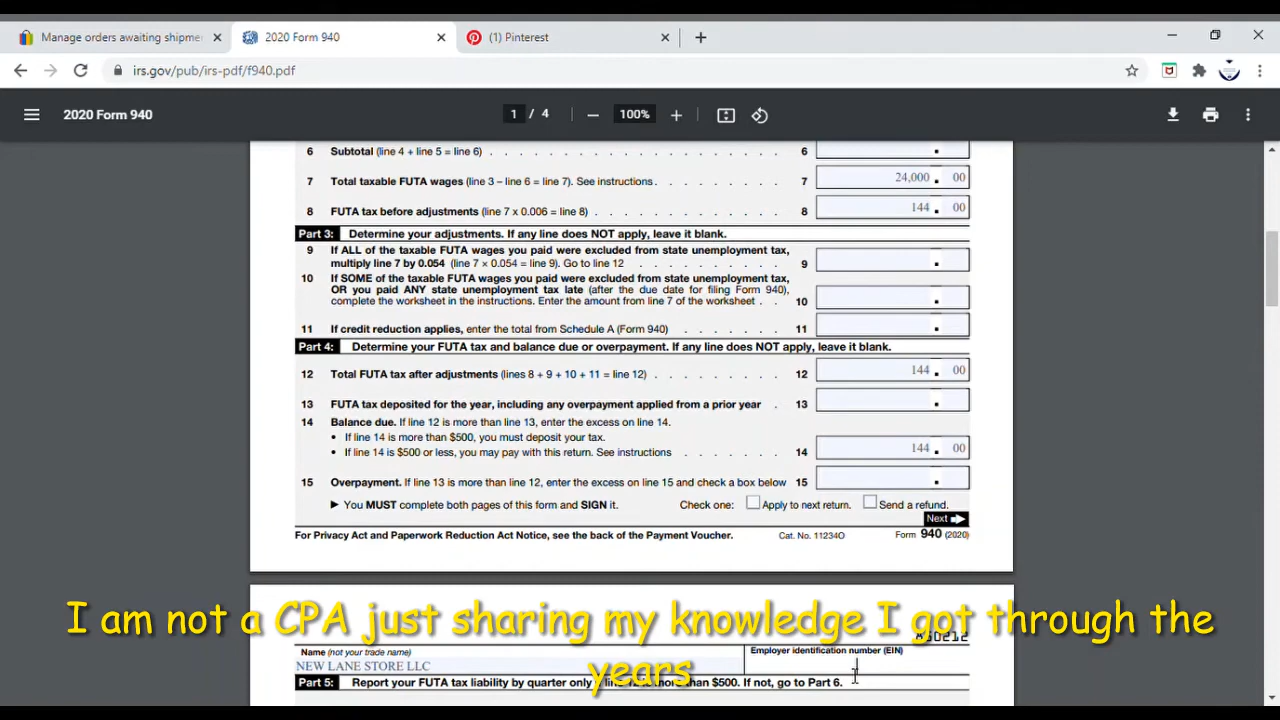 Manage orders awaiting shipme
2020 Form 940
(1) Pinterest
irs.gov/pub/irs-pdf/f940.pdf
2020 Form 940
1 / 4
100%
6 Subtotal (line 4 + line 5 = line 6) 6 .
7 Total taxable FUTA wages (line 3 – line 6 = line 7). See instructions. 7 24,000 . 00
8 FUTA tax before adjustments (line 7 x 0.006 = line 8) 8 144 . 00
Part 3: Determine your adjustments. If any line does NOT apply, leave it blank.
9 If ALL of the taxable FUTA wages you paid were excluded from state unemployment tax,
multiply line 7 by 0.054 (line 7 × 0.054 = line 9). Go to line 12 9 .
10 If SOME of the taxable FUTA wages you paid were excluded from state unemployment tax,
OR you paid ANY state unemployment tax late (after the due date for filing Form 940),
complete the worksheet in the instructions. Enter the amount from line 7 of the worksheet . . 10 .
11 If credit reduction applies, enter the total from Schedule A (Form 940) 11 .
Part 4: Determine your FUTA tax and balance due or overpayment. If any line does NOT apply, leave it blank.
12 Total FUTA tax after adjustments (lines 8 + 9 + 10 + 11 = line 12) 12 144 . 00
13 FUTA tax deposited for the year, including any overpayment applied from a prior year . 13 .
14 Balance due. If line 12 is more than line 13, enter the excess on line 14.
• If line 14 is more than $500, you must deposit your tax.
• If line 14 is $500 or less, you may pay with this return. See instructions 14 144 . 00
15 Overpayment. If line 13 is more than line 12, enter the excess on line 15 and check a box below 15 .
▶ You MUST complete both pages of this form and SIGN it. Check one: Apply to next return. Send a refund.
Next
For Privacy Act and Paperwork Reduction Act Notice, see the back of the Payment Voucher. Cat. No. 11234O Form 940 (2020)
I am not a CPA just sharing my knowledge I got through the
years
Name (not your trade name) Employer identification number (EIN)
NEW LANE STORE LLC
Part 5: Report your FUTA tax liability by quarter only more than $500. If not, go to Part 6.